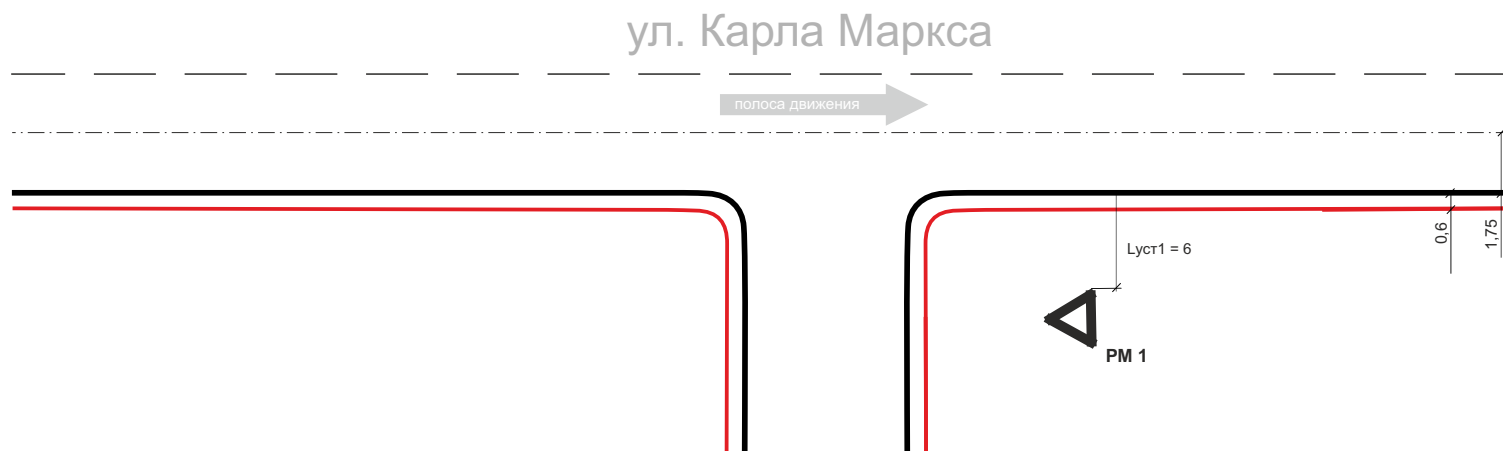 ул. Карла Маркса
полоса движения
Lуст1 = 6
0,6
1,75
РМ 1